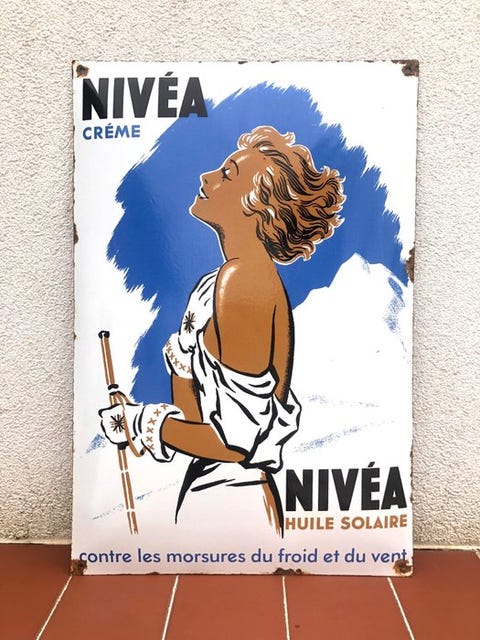 NIVÉA
CRÉME
NIVÉA
HUILE SOLAIRE
contre les morsures du froid et du vent